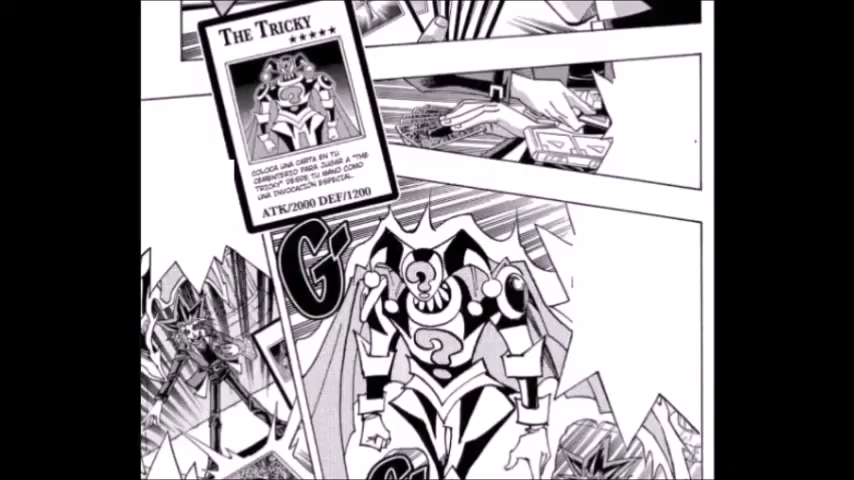 THE TRICKY
COLOCA UNA CARTA EN TU
CEMENTERIO PARA JUGAR A "THE
TRICKY" DESDE TU MANO COMO
UNA INVOCACIÓN ESPECIAL.
ATK/2000 DEF/1200
G
?
?
?
G